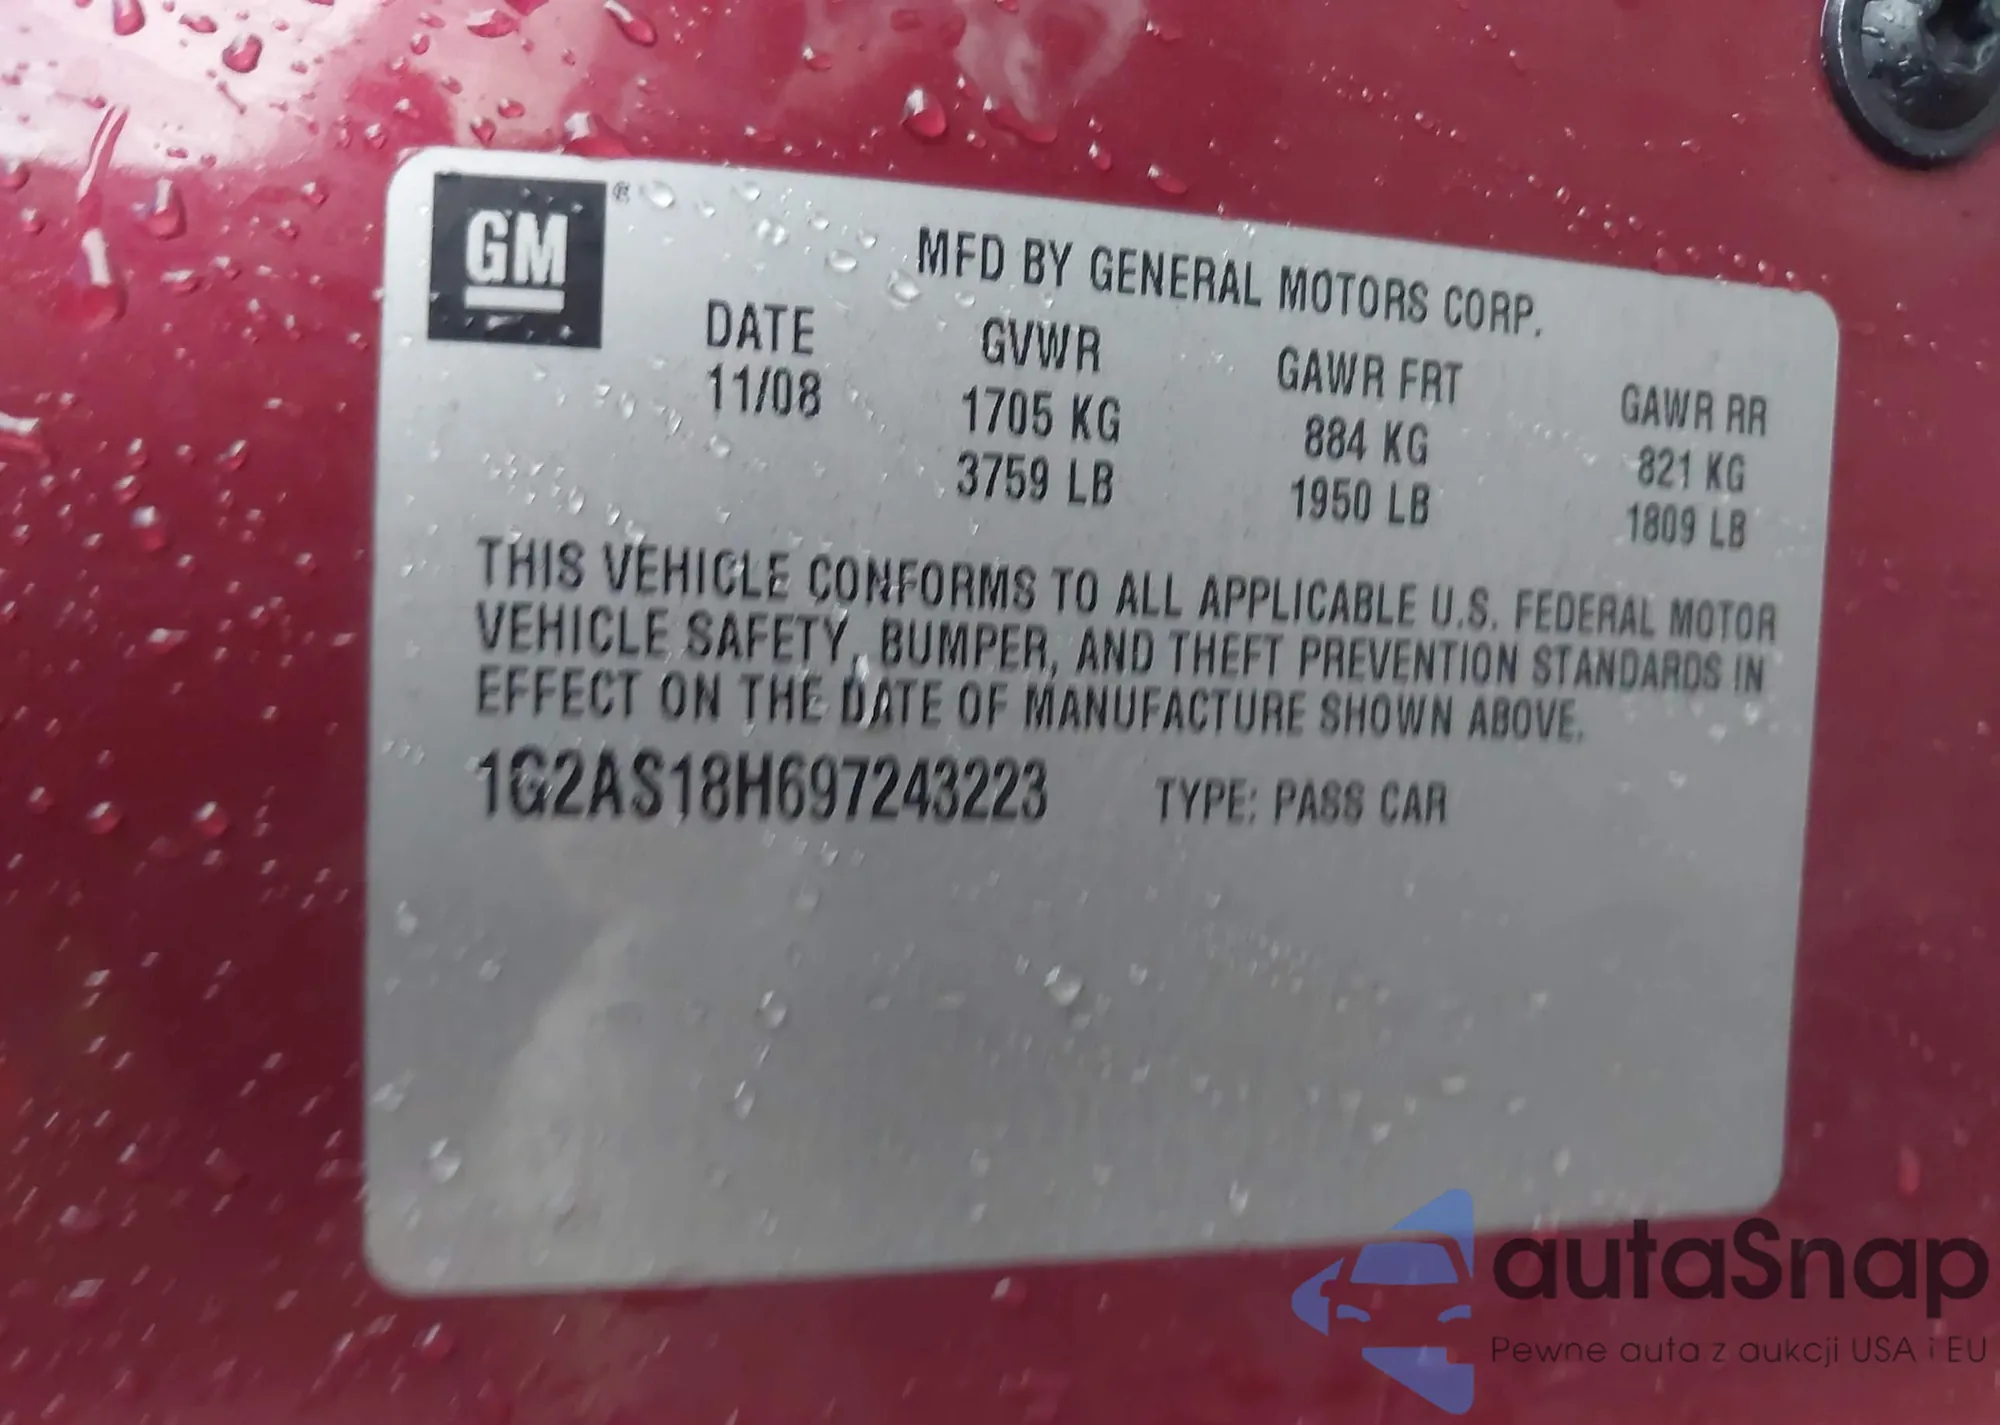 GM ®
MFD BY GENERAL MOTORS CORP.
DATE GVWR GAWR FRT GAWR RR
11/08 1705 KG 884 KG 821 KG
3759 LB 1950 LB 1809 LB
THIS VEHICLE CONFORMS TO ALL APPLICABLE U.S. FEDERAL MOTOR
VEHICLE SAFETY, BUMPER, AND THEFT PREVENTION STANDARDS IN
EFFECT ON THE DATE OF MANUFACTURE SHOWN ABOVE.
1G2AS18H697243223 TYPE: PASS CAR
autaSnap
Pewne auta z aukcji USA i EU